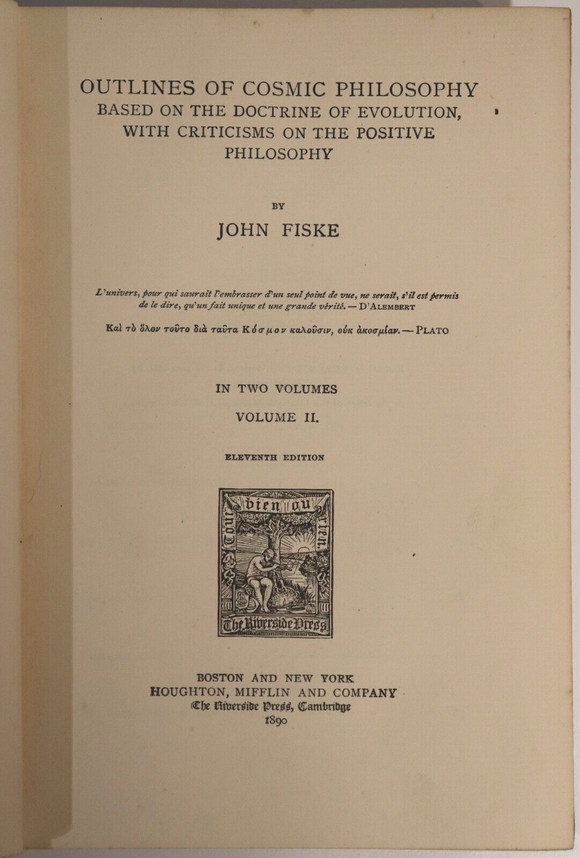 OUTLINES OF COSMIC PHILOSOPHY
BASED ON THE DOCTRINE OF EVOLUTION,
WITH CRITICISMS ON THE POSITIVE
PHILOSOPHY
BY
JOHN FISKE
L'univers, pour qui saurait l'embrasser d'un seul point de vue, ne serait, s'il est permis
de le dire, qu'un fait unique et une grande vérité. — D'ALEMBERT
Καὶ τὸ ὅλον τοῦτο διὰ ταῦτα Κόσμον καλοῦσιν, οὐκ ἀκοσμίαν. — PLATO
IN TWO VOLUMES
VOLUME II.
ELEVENTH EDITION
Tout bien ou rien
The Riverside Press
BOSTON AND NEW YORK
HOUGHTON, MIFFLIN AND COMPANY
The Riverside Press, Cambridge
1890